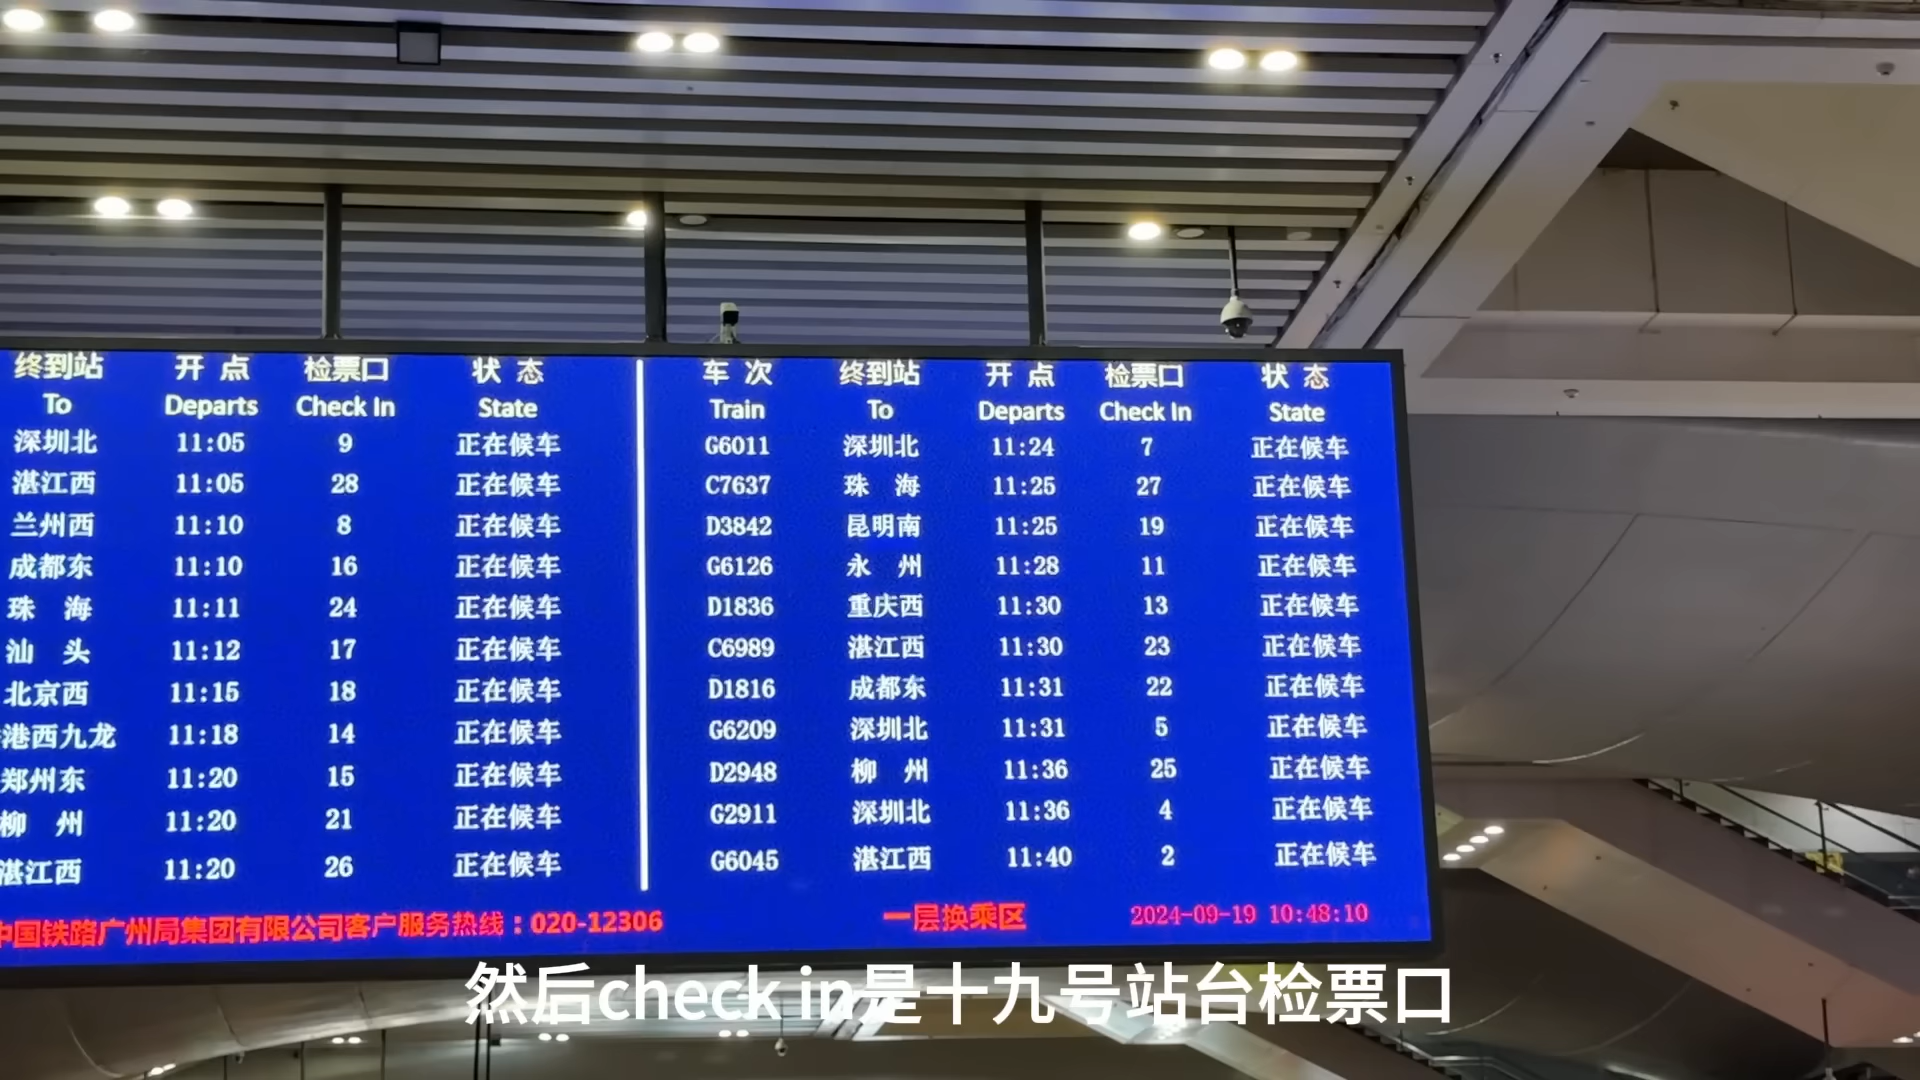 终到站 开 点 检票口 状 态 车 次 终到站 开 点 检票口 状 态
To Departs Check In State Train To Departs Check In State
深圳北 11:05 9 正在候车 G6011 深圳北 11:24 7 正在候车
湛江西 11:05 28 正在候车 C7637 珠 海 11:25 27 正在候车
兰州西 11:10 8 正在候车 D3842 昆明南 11:25 19 正在候车
成都东 11:10 16 正在候车 G6126 永 州 11:28 11 正在候车
珠 海 11:11 24 正在候车 D1836 重庆西 11:30 13 正在候车
汕 头 11:12 17 正在候车 C6989 湛江西 11:30 23 正在候车
北京西 11:15 18 正在候车 D1816 成都东 11:31 22 正在候车
港西九龙 11:18 14 正在候车 G6209 深圳北 11:31 5 正在候车
郑州东 11:20 15 正在候车 D2948 柳 州 11:36 25 正在候车
柳 州 11:20 21 正在候车 G2911 深圳北 11:36 4 正在候车
湛江西 11:20 26 正在候车 G6045 湛江西 11:40 2 正在候车
中国铁路广州局集团有限公司客户服务热线：020-12306 一层换乘区 2024-09-19 10:48:10
然后check in是十九号站台检票口